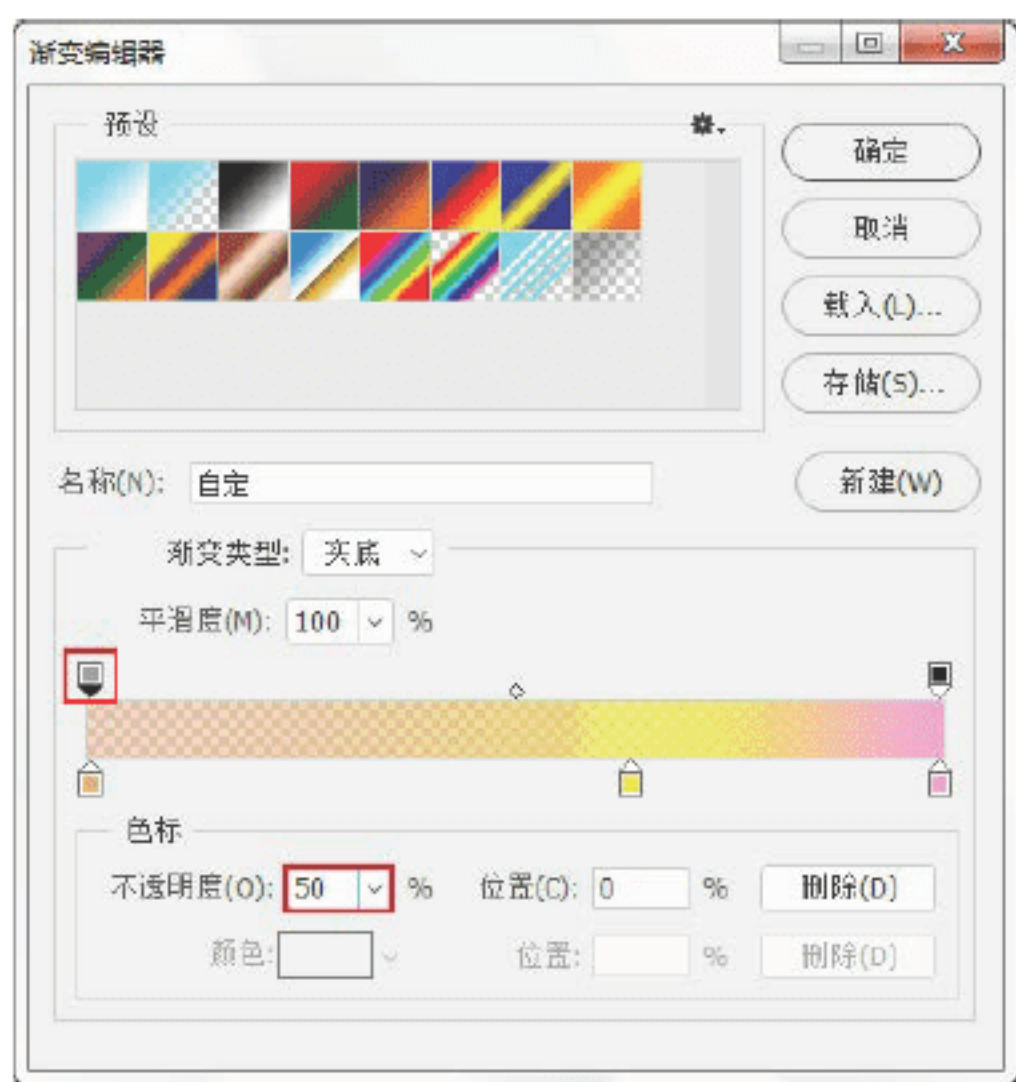 渐变编辑器
预设
确定
取消
载入(L)...
存储(S)...
名称(N): 自定
新建(W)
渐变类型: 实底
平滑度(M): 100 %
色标
不透明度(O): 50 % 位置(C): 0 % 删除(D)
颜色: 位置: % 删除(D)